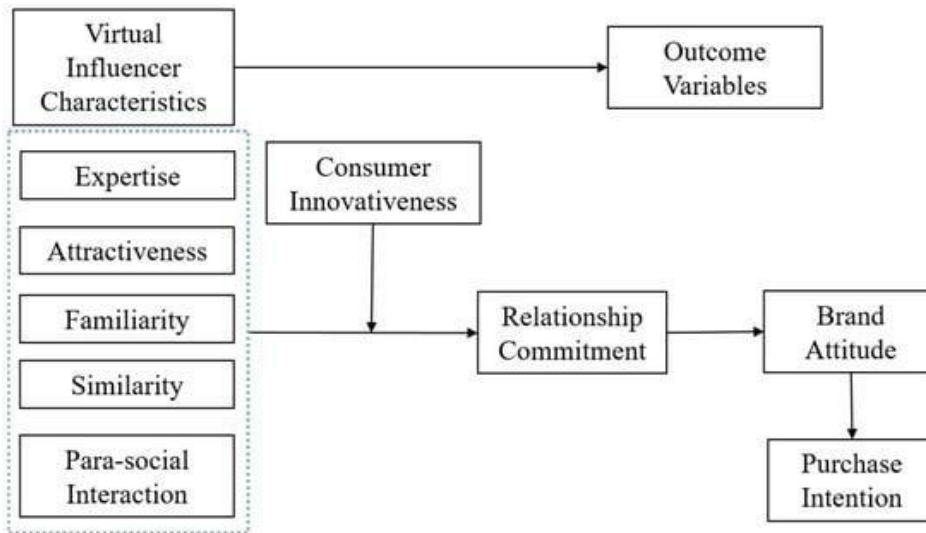 Virtual
Influencer
Characteristics
Outcome
Variables
Expertise
Attractiveness
Familiarity
Similarity
Para-social
Interaction
Consumer
Innovativeness
Relationship
Commitment
Brand
Attitude
Purchase
Intention